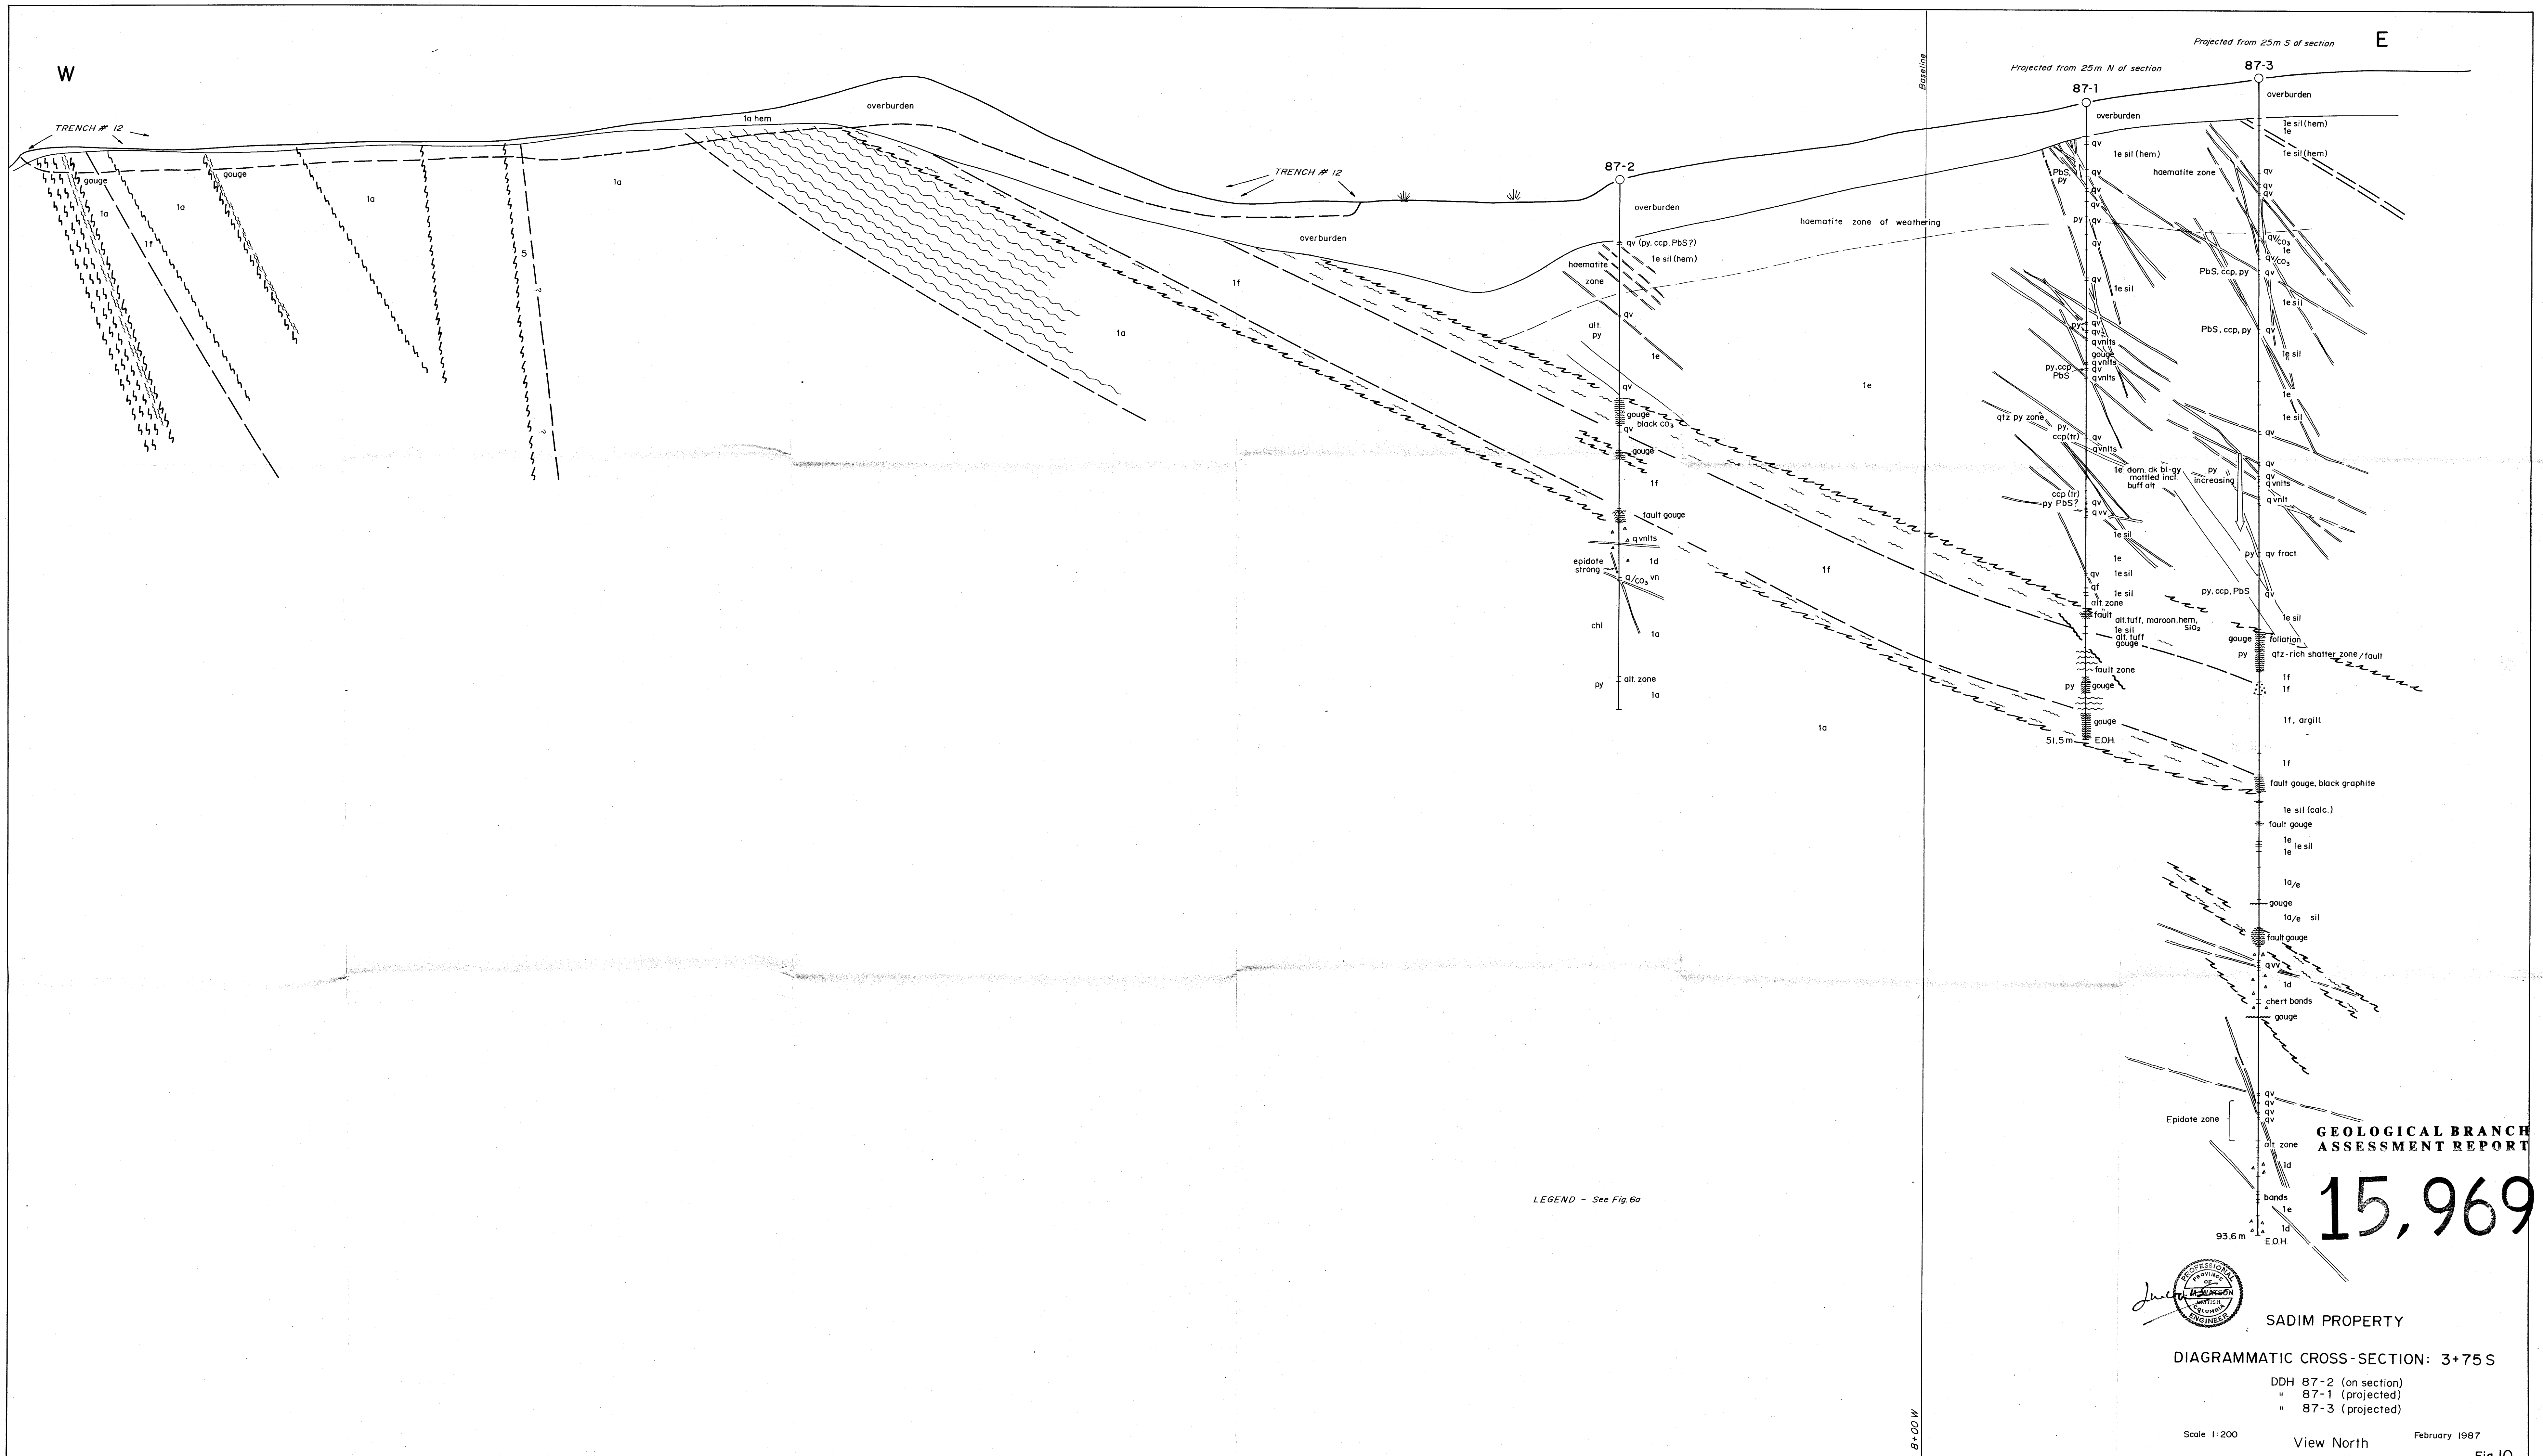 W
E
Projected from 25m S of section
Projected from 25m N of section
Baseline
87-3
87-1
87-2
TRENCH # 12
overburden
1a hem
gouge
1a
1f
1a
gouge
1a
5
?
?
1a
1a
TRENCH # 12
overburden
1f
overburden
qv (py, ccp, PbS?)
1e sil (hem)
haematite
zone
qv
alt.
py
1e
qv
gouge
black CO3
qv
gouge
1f
fault gouge
q vnlts
1d
epidote
strong
q/CO3 vn
chl
1a
alt. zone
py
1a
haematite zone of weathering
1e
1f
1a
overburden
qv
1e sil (hem)
PbS,
py
qv
qv
qv
py
qv
qv
qv
1e sil
py
qv
qv
q vnlts
gouge
q vnlts
py, ccp
PbS
qv
q vnlts
qtz py zone
py,
ccp(tr)
qv
q vnlts
1e dom. dk bl-gy
mottled incl.
buff alt.
ccp (tr)
py PbS?
qv
q vv
1e sil
1e
qv
1e sil
qf
1e sil
alt. zone
fault
alt. tuff, maroon, hem,
SiO2
1e sil
alt. tuff
gouge
fault zone
py
gouge
gouge
51.5m
E.O.H.
overburden
1e sil (hem)
1e
1e sil (hem)
haematite zone
qv
qv
qv
qv/CO3
1e
qv/CO3
PbS, ccp, py
qv
1e sil
PbS, ccp, py
qv
1e sil
1e
1e sil
qv
py
increasing
qv
qv
q vnlts
q vnlt
py
qv fract.
py, ccp, PbS
qv
1e sil
gouge
foliation
py
qtz-rich shatter zone/fault
1f
1f
1f, argill.
1f
fault gouge, black graphite
1e sil (calc.)
fault gouge
1e
1e sil
1e
1a/e
gouge
1a/e sil
fault gouge
q vv
1d
chert bands
gouge
qv
qv
qv
qv
Epidote zone
alt. zone
1d
bands
1e
1d
93.6m
E.O.H.
GEOLOGICAL BRANCH
ASSESSMENT REPORT
15,969
LEGEND - See Fig. 6a
PROFESSIONAL
PROVINCE
OF
M. WATSON
BRITISH
COLUMBIA
ENGINEER
SADIM PROPERTY
DIAGRAMMATIC CROSS-SECTION: 3+75 S
DDH 87-2 (on section)
" 87-1 (projected)
" 87-3 (projected)
Scale 1:200
View North
February 1987
Fig. 10
8+00 W